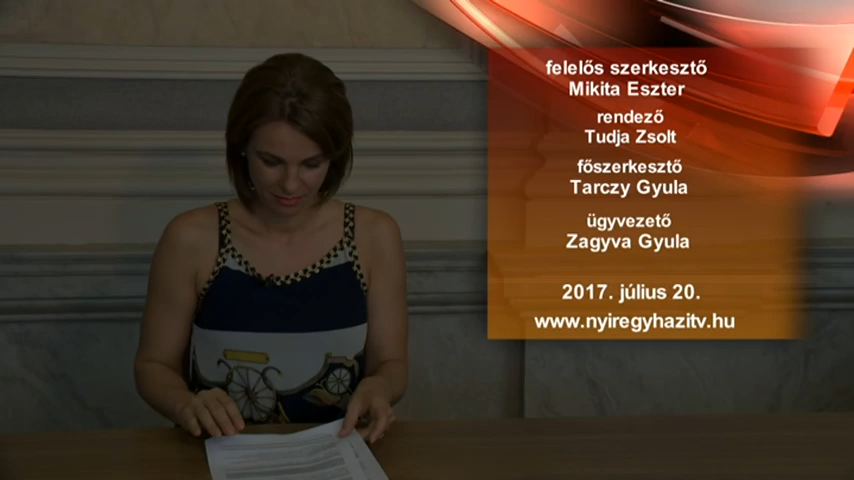 felelős szerkesztő
Mikita Eszter
rendező
Tudja Zsolt
főszerkesztő
Tarczy Gyula
ügyvezető
Zagyva Gyula
2017. július 20.
www.nyiregyhazitv.hu